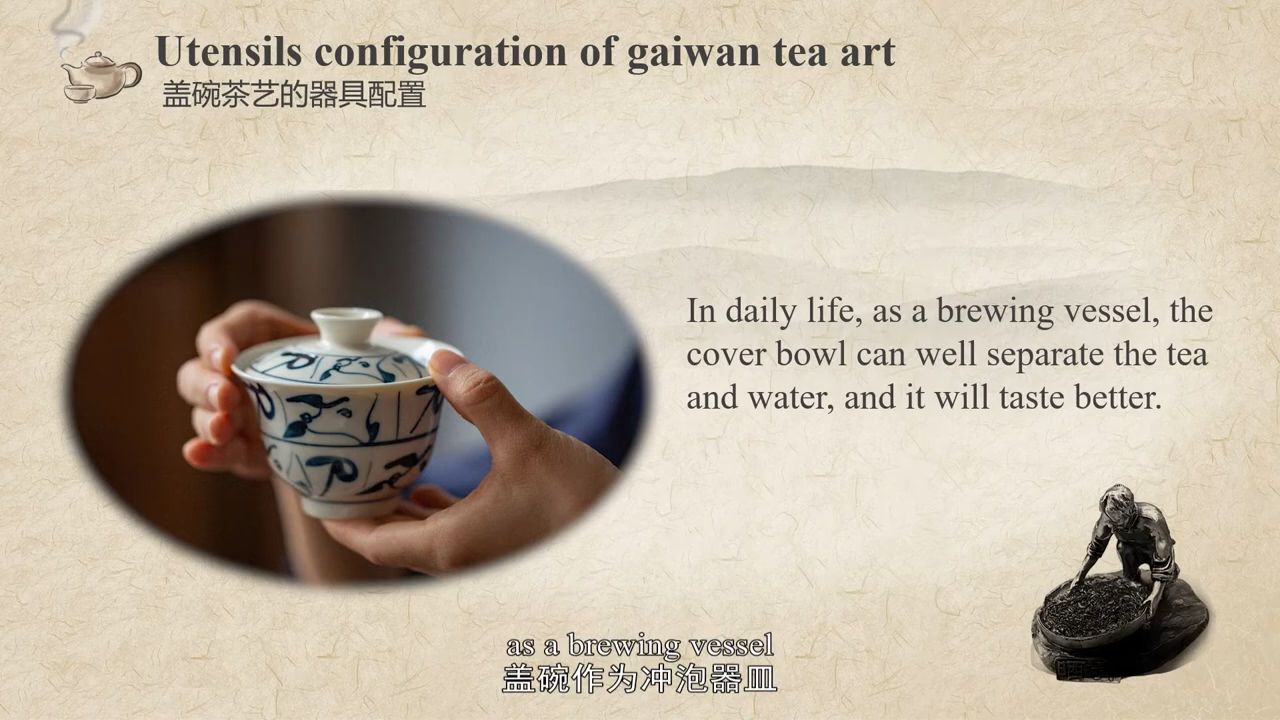 Utensils configuration of gaiwan tea art
盖碗茶艺的器具配置
In daily life, as a brewing vessel, the
cover bowl can well separate the tea
and water, and it will taste better.
as a brewing vessel
盖碗作为冲泡器皿